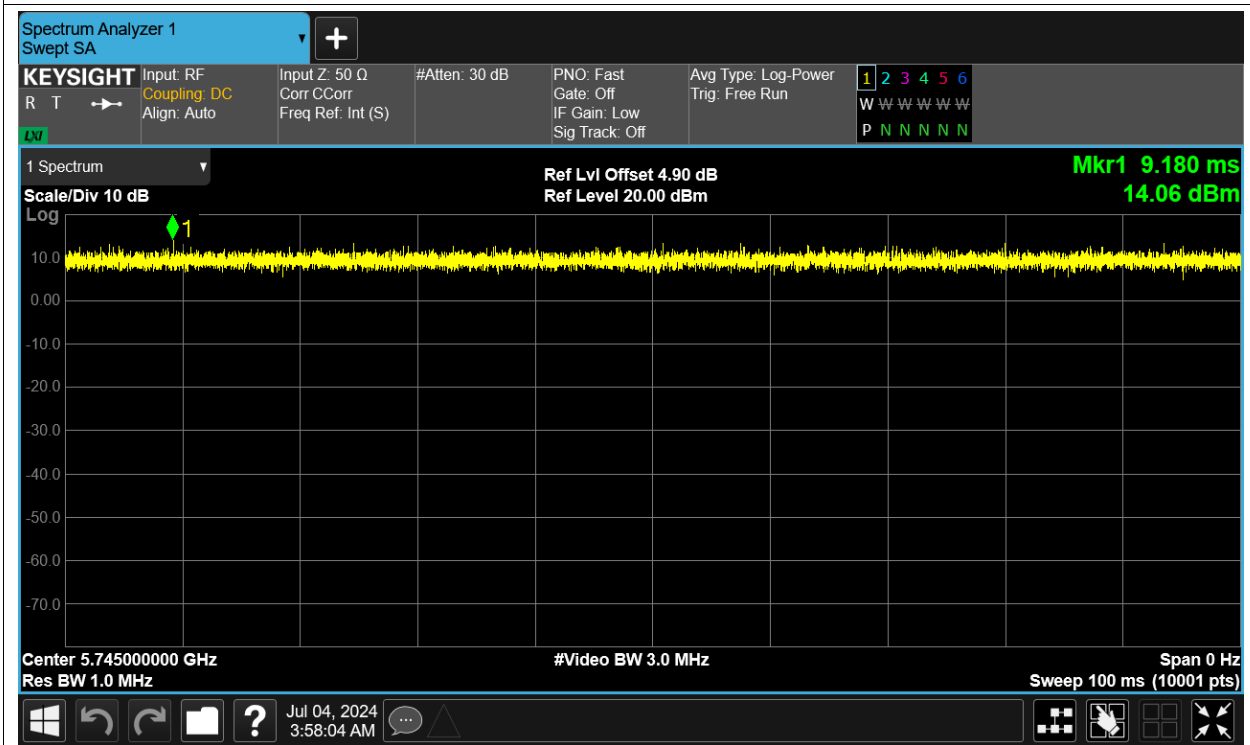 Spectrum Analyzer 1
Swept SA
▼
+
KEYSIGHT
R T
LXI
Input: RF
Coupling: DC
Align: Auto
Input Z: 50 Ω
Corr CCorr
Freq Ref: Int (S)
#Atten: 30 dB
PNO: Fast
Gate: Off
IF Gain: Low
Sig Track: Off
Avg Type: Log-Power
Trig: Free Run
1 2 3 4 5 6
W W W W W W
P N N N N N
1 Spectrum ▼
Scale/Div 10 dB
Ref Lvl Offset 4.90 dB
Ref Level 20.00 dBm
Mkr1 9.180 ms
14.06 dBm
Log
1
10.0
0.00
-10.0
-20.0
-30.0
-40.0
-50.0
-60.0
-70.0
Center 5.745000000 GHz
Res BW 1.0 MHz
#Video BW 3.0 MHz
Span 0 Hz
Sweep 100 ms (10001 pts)
?
Jul 04, 2024
3:58:04 AM